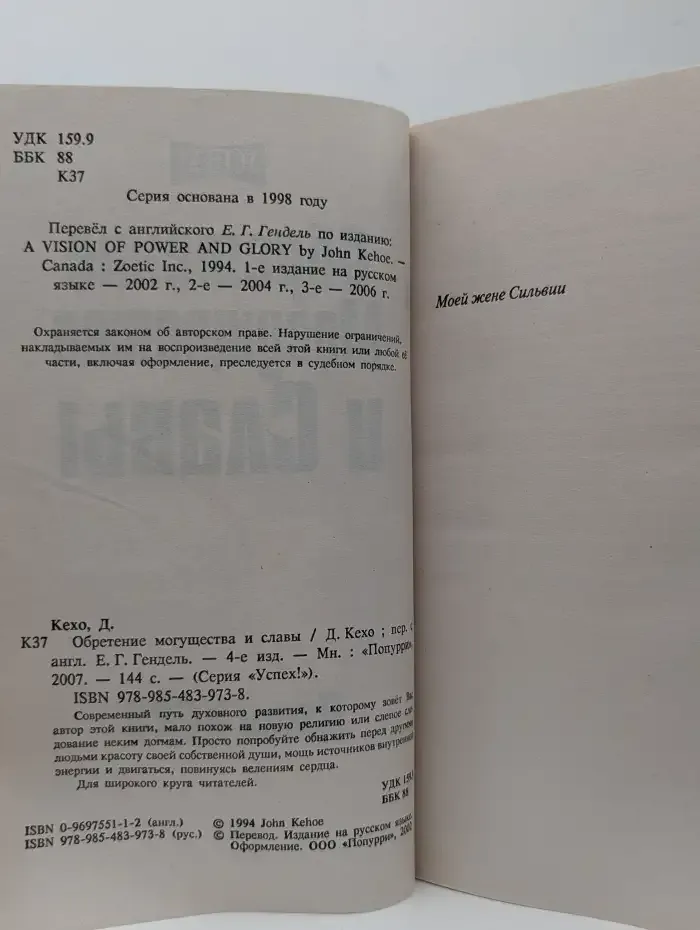 УДК 159.9
ББК 88
К37
Серия основана в 1998 году
Перевёл с английского Е. Г. Гендель по изданию:
A VISION OF POWER AND GLORY by John Kehoe. –
Canada : Zoetic Inc., 1994. 1-е издание на русском
языке — 2002 г., 2-е — 2004 г., 3-е — 2006 г.
Охраняется законом об авторском праве. Нарушение ограничений,
накладываемых им на воспроизведение всей этой книги или любой её
части, включая оформление, преследуется в судебном порядке.
Кехо, Д.
К37 Обретение могущества и славы / Д. Кехо ; пер. с
англ. Е. Г. Гендель. — 4-е изд. — Мн. : «Попурри»,
2007. — 144 с. — (Серия «Успех!»).
ISBN 978-985-483-973-8.
Современный путь духовного развития, к которому зовёт Вас
автор этой книги, мало похож на новую религию или слепое сле-
дование неким догмам. Просто попробуйте обнажить перед другими
людьми красоту своей собственной души, мощь источников внутренней
энергии и двигаться, повинуясь велениям сердца.
Для широкого круга читателей.
УДК 159.9
ББК 88
ISBN 0-9697551-1-2 (англ.) © 1994 John Kehoe
ISBN 978-985-483-973-8 (рус.) © Перевод. Издание на русском языке.
Оформление. ООО «Попурри», 2002
Моей жене Сильвии